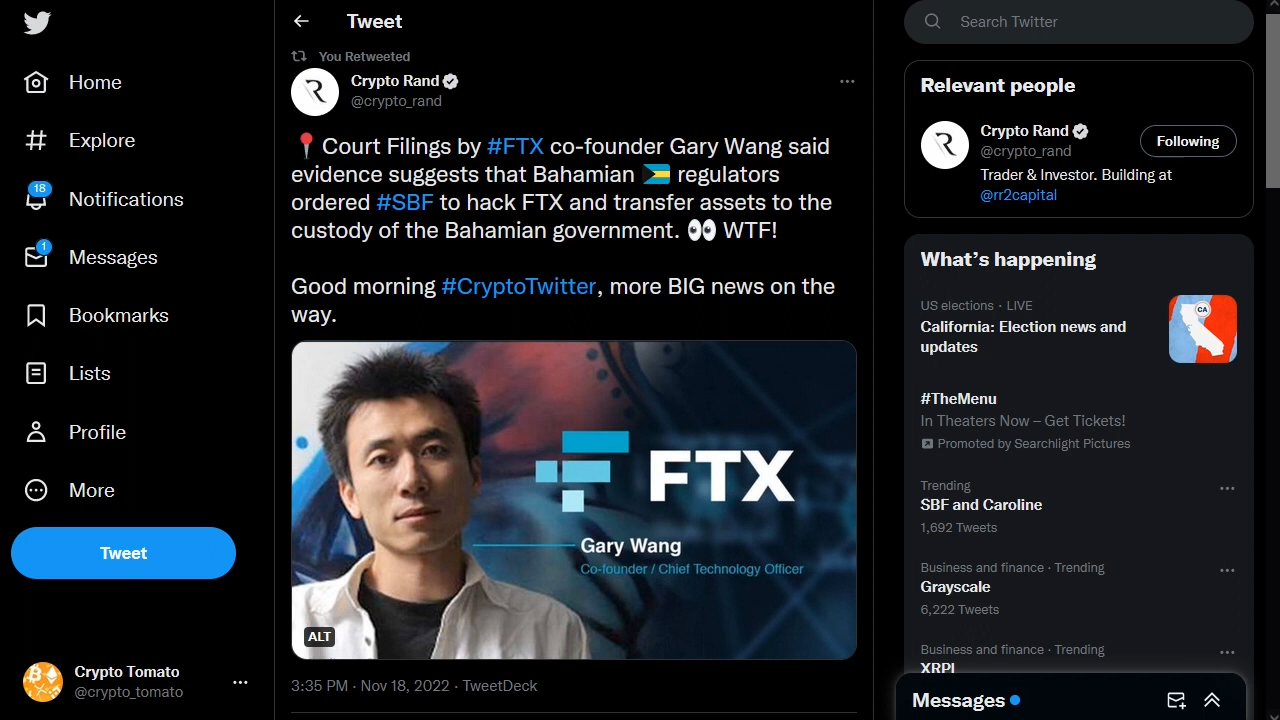 Home
Explore
18
Notifications
1
Messages
Bookmarks
Lists
Profile
More
Tweet
Crypto Tomato
@crypto_tomato
Tweet
You Retweeted
Crypto Rand
@crypto_rand
📍Court Filings by #FTX co-founder Gary Wang said
evidence suggests that Bahamian 🇧🇸 regulators
ordered #SBF to hack FTX and transfer assets to the
custody of the Bahamian government. 👀 WTF!
Good morning #CryptoTwitter, more BIG news on the
way.
FTX
Gary Wang
Co-founder / Chief Technology Officer
ALT
3:35 PM · Nov 18, 2022 · TweetDeck
Search Twitter
Relevant people
Crypto Rand
@crypto_rand
Following
Trader & Investor. Building at
@rr2capital
What’s happening
US elections · LIVE
California: Election news and
updates
CA
#TheMenu
In Theaters Now – Get Tickets!
Promoted by Searchlight Pictures
Trending
SBF and Caroline
1,692 Tweets
Business and finance · Trending
Grayscale
6,222 Tweets
Business and finance · Trending
Messages